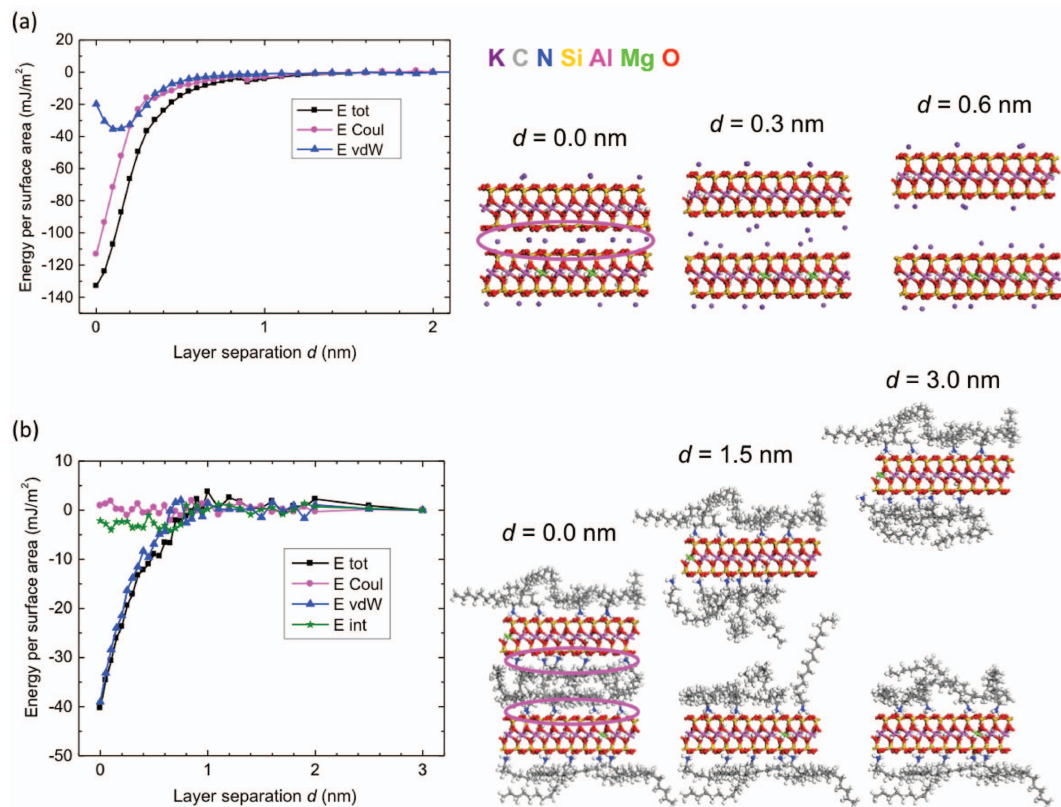 (a)
20
0
-20
-40
-60
-80
-100
-120
-140
Energy per surface area (mJ/m²)
E tot
E Coul
E vdW
0
1
2
Layer separation d (nm)
K C N Si Al Mg O
d = 0.0 nm
d = 0.3 nm
d = 0.6 nm
(b)
10
0
-10
-20
-30
-40
-50
Energy per surface area (mJ/m²)
E tot
E Coul
E vdW
E int
0
1
2
3
Layer separation d (nm)
d = 0.0 nm
d = 1.5 nm
d = 3.0 nm